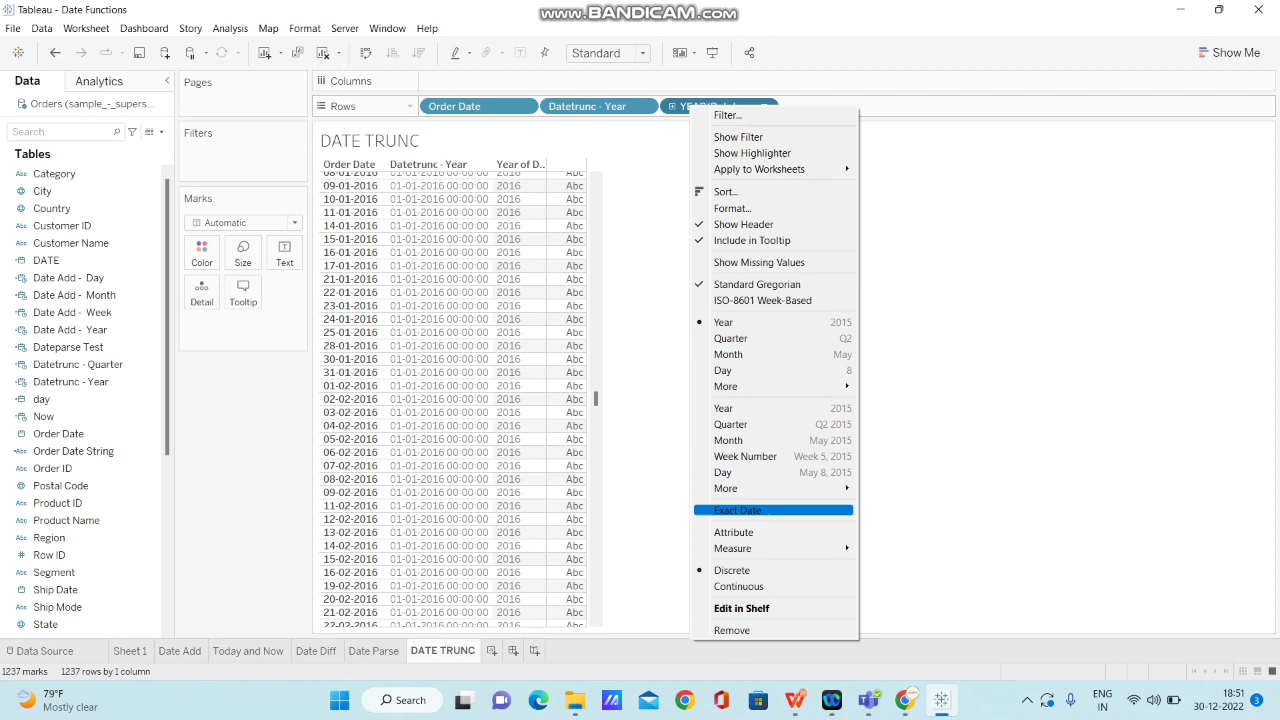 Tableau - Date Functions
www.BANDICAM.com
File Data Worksheet Dashboard Story Analysis Map Format Server Window Help
Standard
Show Me
Data Analytics
Pages
Columns
Orders (sample_-_supers...
Rows
Order Date Datetrunc - Year
Search
Filters
Tables
Category
City
Country
Customer ID
Customer Name
DATE
Date Add - Day
Date Add - Month
Date Add - Week
Date Add - Year
Dateparse Test
Datetrunc - Quarter
Datetrunc - Year
day
Now
Order Date
Order Date String
Order ID
Postal Code
Product ID
Product Name
Region
Row ID
Segment
Ship Date
Ship Mode
State
Marks
Automatic
Color Size Text
Detail Tooltip
DATE TRUNC
Order Date Datetrunc - Year Year of D..
08-01-2016 01-01-2016 00:00:00 2016 Abc
09-01-2016 01-01-2016 00:00:00 2016 Abc
10-01-2016 01-01-2016 00:00:00 2016 Abc
11-01-2016 01-01-2016 00:00:00 2016 Abc
14-01-2016 01-01-2016 00:00:00 2016 Abc
15-01-2016 01-01-2016 00:00:00 2016 Abc
16-01-2016 01-01-2016 00:00:00 2016 Abc
17-01-2016 01-01-2016 00:00:00 2016 Abc
21-01-2016 01-01-2016 00:00:00 2016 Abc
22-01-2016 01-01-2016 00:00:00 2016 Abc
23-01-2016 01-01-2016 00:00:00 2016 Abc
24-01-2016 01-01-2016 00:00:00 2016 Abc
25-01-2016 01-01-2016 00:00:00 2016 Abc
28-01-2016 01-01-2016 00:00:00 2016 Abc
30-01-2016 01-01-2016 00:00:00 2016 Abc
31-01-2016 01-01-2016 00:00:00 2016 Abc
01-02-2016 01-01-2016 00:00:00 2016 Abc
02-02-2016 01-01-2016 00:00:00 2016 Abc
03-02-2016 01-01-2016 00:00:00 2016 Abc
04-02-2016 01-01-2016 00:00:00 2016 Abc
05-02-2016 01-01-2016 00:00:00 2016 Abc
06-02-2016 01-01-2016 00:00:00 2016 Abc
07-02-2016 01-01-2016 00:00:00 2016 Abc
08-02-2016 01-01-2016 00:00:00 2016 Abc
09-02-2016 01-01-2016 00:00:00 2016 Abc
11-02-2016 01-01-2016 00:00:00 2016 Abc
12-02-2016 01-01-2016 00:00:00 2016 Abc
13-02-2016 01-01-2016 00:00:00 2016 Abc
14-02-2016 01-01-2016 00:00:00 2016 Abc
15-02-2016 01-01-2016 00:00:00 2016 Abc
16-02-2016 01-01-2016 00:00:00 2016 Abc
19-02-2016 01-01-2016 00:00:00 2016 Abc
20-02-2016 01-01-2016 00:00:00 2016 Abc
21-02-2016 01-01-2016 00:00:00 2016 Abc
22-02-2016 01-01-2016 00:00:00 2016 Abc
Filter...
Show Filter
Show Highlighter
Apply to Worksheets
Sort...
Format...
Show Header
Include in Tooltip
Show Missing Values
Standard Gregorian
ISO-8601 Week-Based
Year 2015
Quarter Q2
Month May
Day 8
More
Year 2015
Quarter Q2 2015
Month May 2015
Week Number Week 5, 2015
Day May 8, 2015
More
Exact Date
Attribute
Measure
Discrete
Continuous
Edit in Shelf
Remove
Data Source Sheet 1 Date Add Today and Now Date Diff Date Parse DATE TRUNC
1237 marks 1237 rows by 1 column
79°F
Mostly clear
Search
ENG
IN
18:51
30-12-2022
3